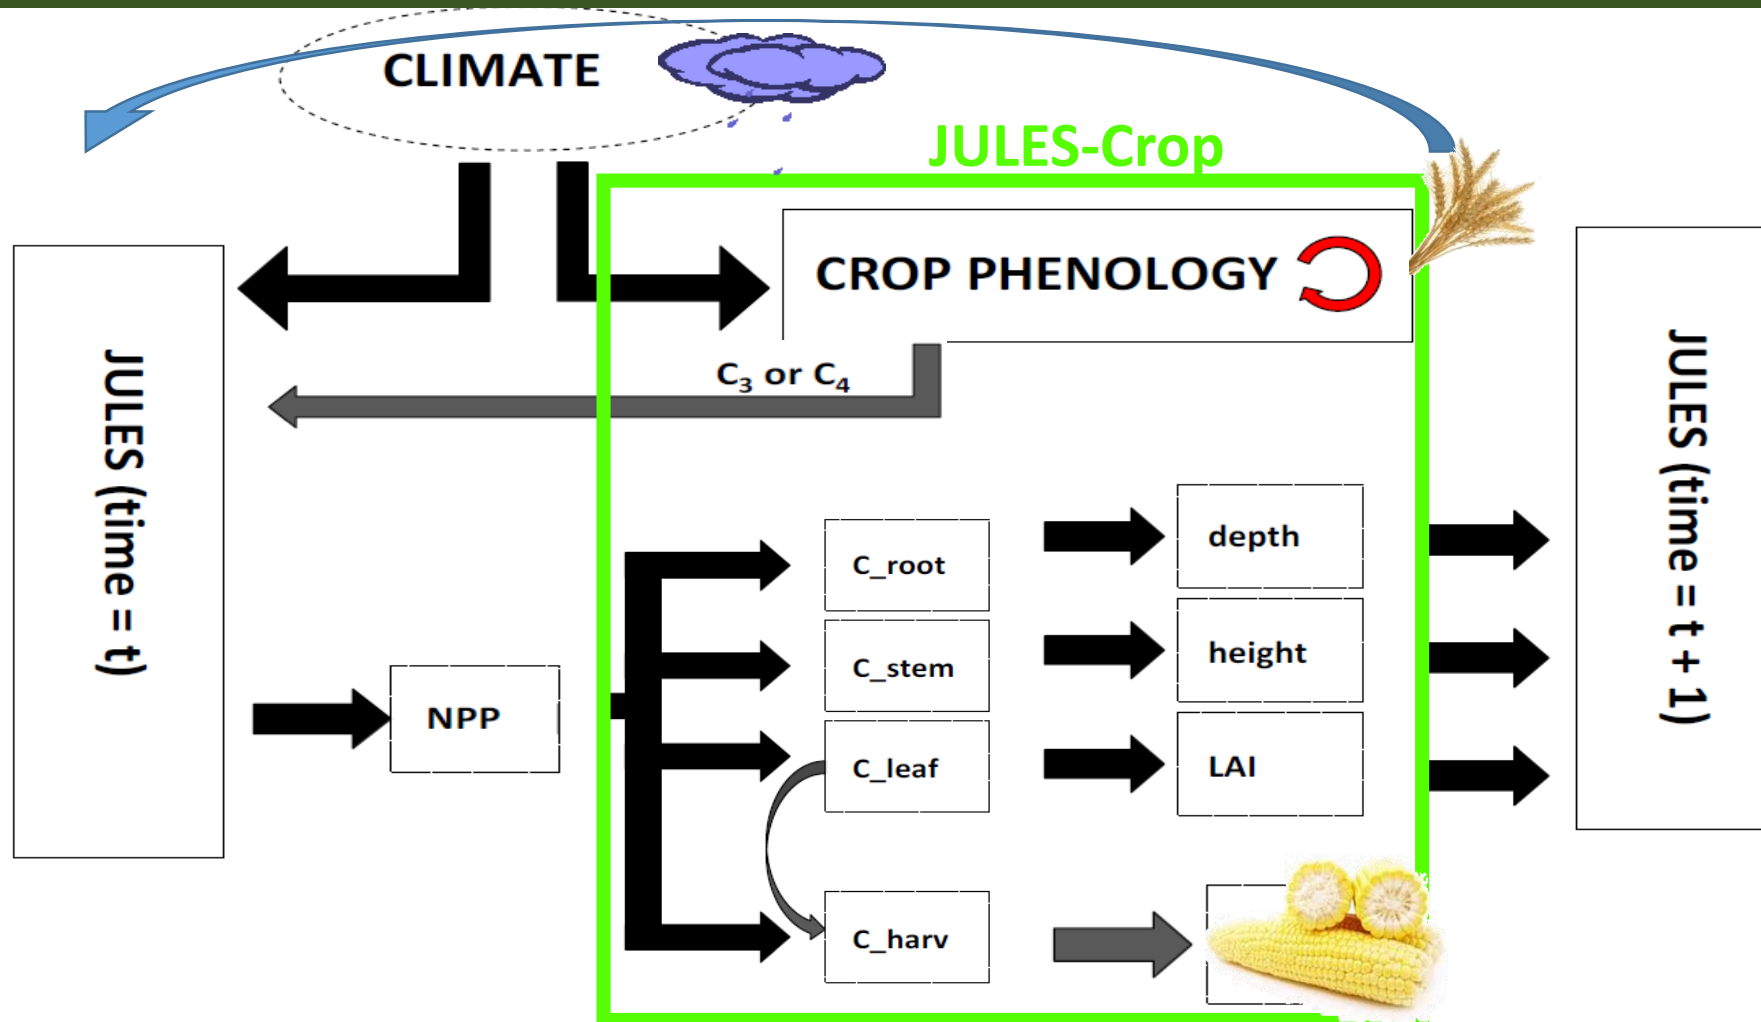 CLIMATE
JULES-Crop
CROP PHENOLOGY
C₃ or C₄
JULES (time = t)
NPP
C_root
C_stem
C_leaf
C_harv
depth
height
LAI
JULES (time = t + 1)